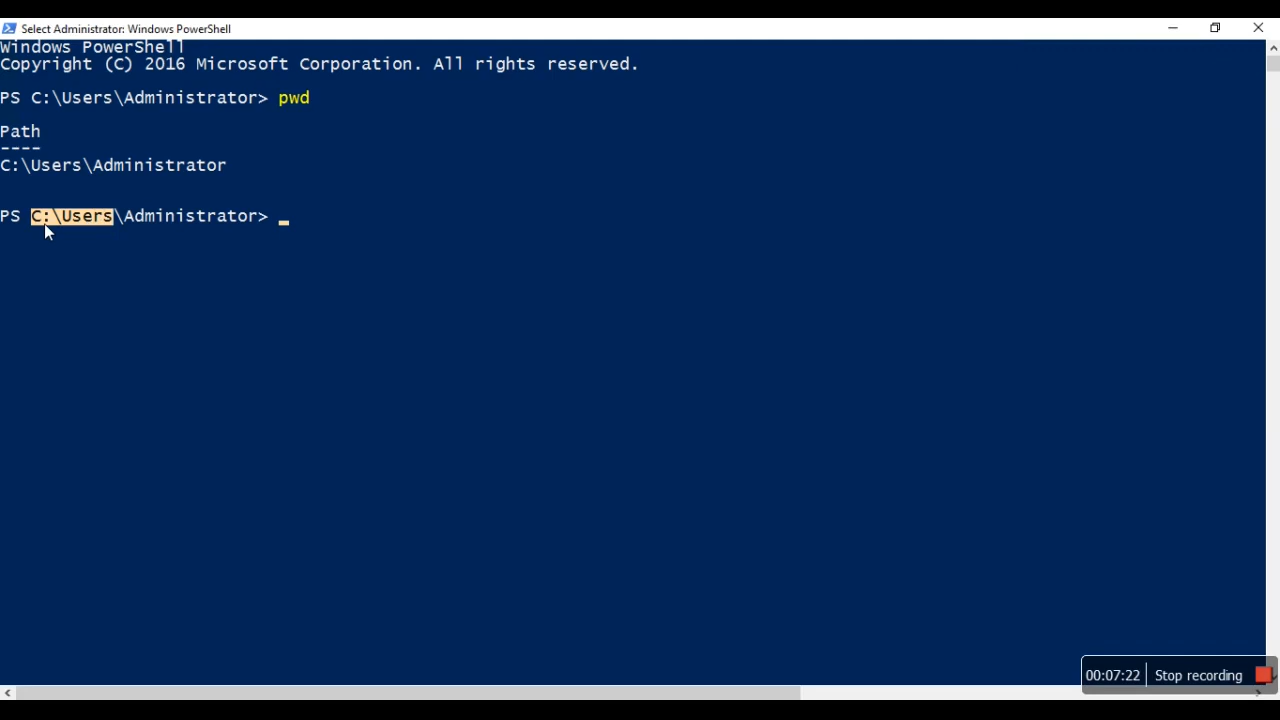 Select Administrator: Windows PowerShell
Windows PowerShell
Copyright (C) 2016 Microsoft Corporation. All rights reserved.
PS C:\Users\Administrator> pwd
Path
----
C:\Users\Administrator
PS C:\Users\Administrator> _
00:07:22 Stop recording